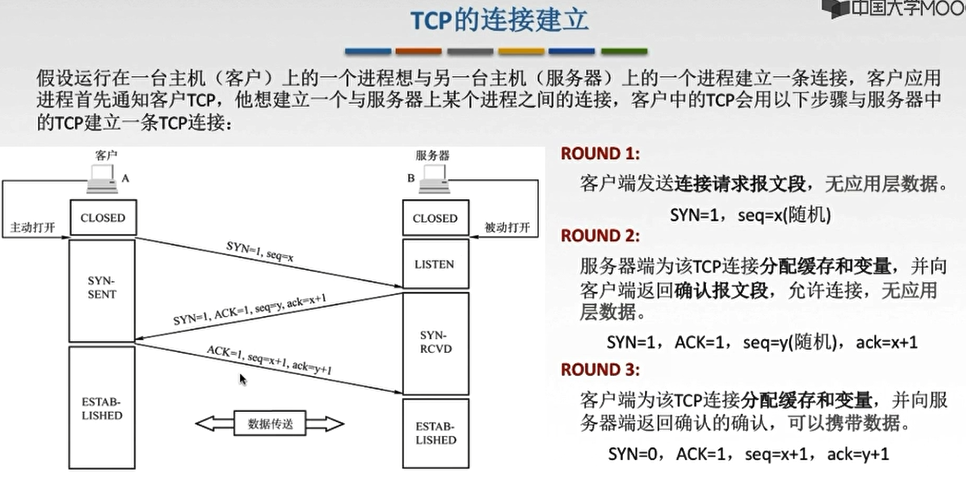 中国大学MOO
TCP的连接建立
假设运行在一台主机（客户）上的一个进程想与另一台主机（服务器）上的一个进程建立一条连接，客户应用
进程首先通知客户TCP，他想建立一个与服务器上某个进程之间的连接，客户中的TCP会用以下步骤与服务器中
的TCP建立一条TCP连接：
客户
A
主动打开
CLOSED
SYN-
SENT
ESTAB-
LISHED
SYN=1, seq=x
SYN=1, ACK=1, seq=y, ack=x+1
ACK=1, seq=x+1, ack=y+1
数据传送
服务器
B
被动打开
CLOSED
LISTEN
SYN-
RCVD
ESTAB-
LISHED
ROUND 1:
客户端发送连接请求报文段，无应用层数据。
SYN=1，seq=x(随机)
ROUND 2:
服务器端为该TCP连接分配缓存和变量，并向
客户端返回确认报文段，允许连接，无应用
层数据。
SYN=1，ACK=1，seq=y(随机)，ack=x+1
ROUND 3:
客户端为该TCP连接分配缓存和变量，并向服
务器端返回确认的确认，可以携带数据。
SYN=0，ACK=1，seq=x+1，ack=y+1